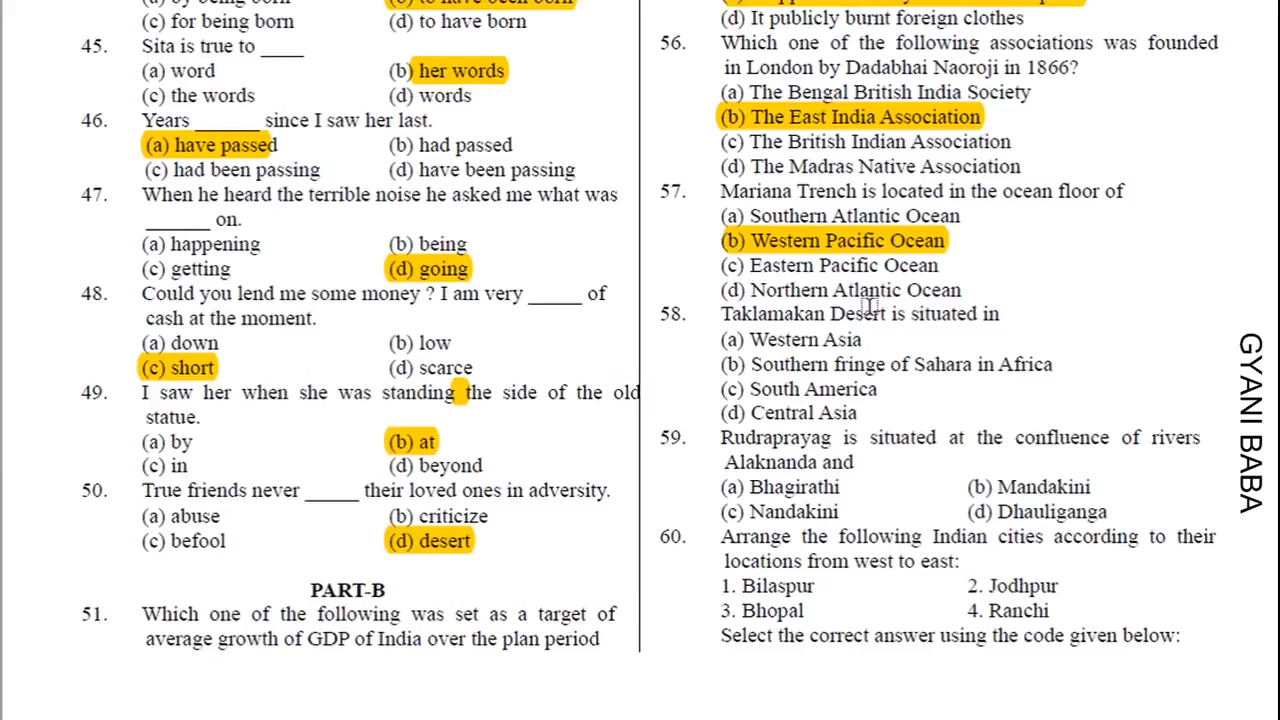 (c) for being born (d) to have born
45. Sita is true to ____
(a) word (b) her words
(c) the words (d) words
46. Years ______ since I saw her last.
(a) have passed (b) had passed
(c) had been passing (d) have been passing
47. When he heard the terrible noise he asked me what was
______ on.
(a) happening (b) being
(c) getting (d) going
48. Could you lend me some money ? I am very _____ of
cash at the moment.
(a) down (b) low
(c) short (d) scarce
49. I saw her when she was standing the side of the old
statue.
(a) by (b) at
(c) in (d) beyond
50. True friends never _____ their loved ones in adversity.
(a) abuse (b) criticize
(c) befool (d) desert
PART-B
51. Which one of the following was set as a target of
average growth of GDP of India over the plan period
(d) It publicly burnt foreign clothes
56. Which one of the following associations was founded
in London by Dadabhai Naoroji in 1866?
(a) The Bengal British India Society
(b) The East India Association
(c) The British Indian Association
(d) The Madras Native Association
57. Mariana Trench is located in the ocean floor of
(a) Southern Atlantic Ocean
(b) Western Pacific Ocean
(c) Eastern Pacific Ocean
(d) Northern Atlantic Ocean
58. Taklamakan Desert is situated in
(a) Western Asia
(b) Southern fringe of Sahara in Africa
(c) South America
(d) Central Asia
59. Rudraprayag is situated at the confluence of rivers
Alaknanda and
(a) Bhagirathi (b) Mandakini
(c) Nandakini (d) Dhauliganga
60. Arrange the following Indian cities according to their
locations from west to east:
1. Bilaspur 2. Jodhpur
3. Bhopal 4. Ranchi
Select the correct answer using the code given below:
GYANI BABA